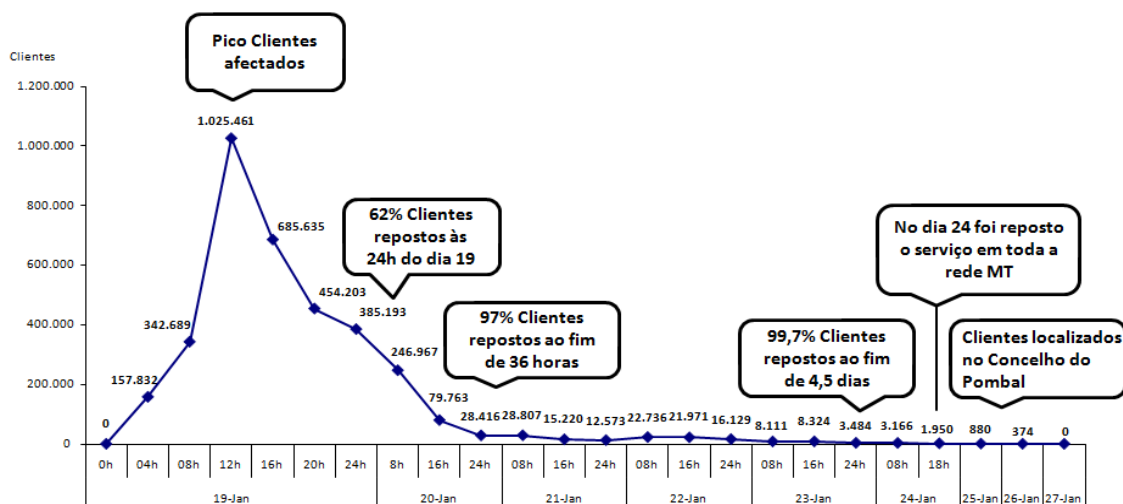 Pico Clientes
afectados
Clientes
1.200.000
1.025.461
1.000.000
800.000
62% Clientes
repostos às
24h do dia 19
No dia 24 foi reposto
o serviço em toda a
rede MT
685.635
600.000
454.203
385.193
97% Clientes
repostos ao fim
de 36 horas
99,7% Clientes
repostos ao fim
de 4,5 dias
Clientes localizados
no Concelho do
Pombal
400.000
342.689
246.967
200.000
157.832
79.763
0
28.416 28.807 15.220 12.573 22.736 21.971 16.129 8.111 8.324 3.484 3.166 1.950 880 374 0
0
0h 04h 08h 12h 16h 20h 24h 8h 16h 24h 08h 16h 24h 08h 16h 24h 08h 16h 24h 08h 18h
19-Jan 20-Jan 21-Jan 22-Jan 23-Jan 24-Jan 25-Jan 26-Jan 27-Jan